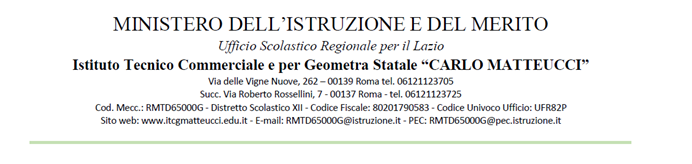 MINISTERO DELL’ISTRUZIONE E DEL MERITO
Ufficio Scolastico Regionale per il Lazio
Istituto Tecnico Commerciale e per Geometra Statale “CARLO MATTEUCCI”
Via delle Vigne Nuove, 262 – 00139 Roma tel. 06121123705
Succ. Via Roberto Rossellini, 7 - 00137 Roma - tel. 06121123725
Cod. Mecc.: RMTD65000G - Distretto Scolastico XII - Codice Fiscale: 80201790583 - Codice Univoco Ufficio: UFR82P
Sito web: www.itcgmatteucci.edu.it - E-mail: RMTD65000G@istruzione.it - PEC: RMTD65000G@pec.istruzione.it